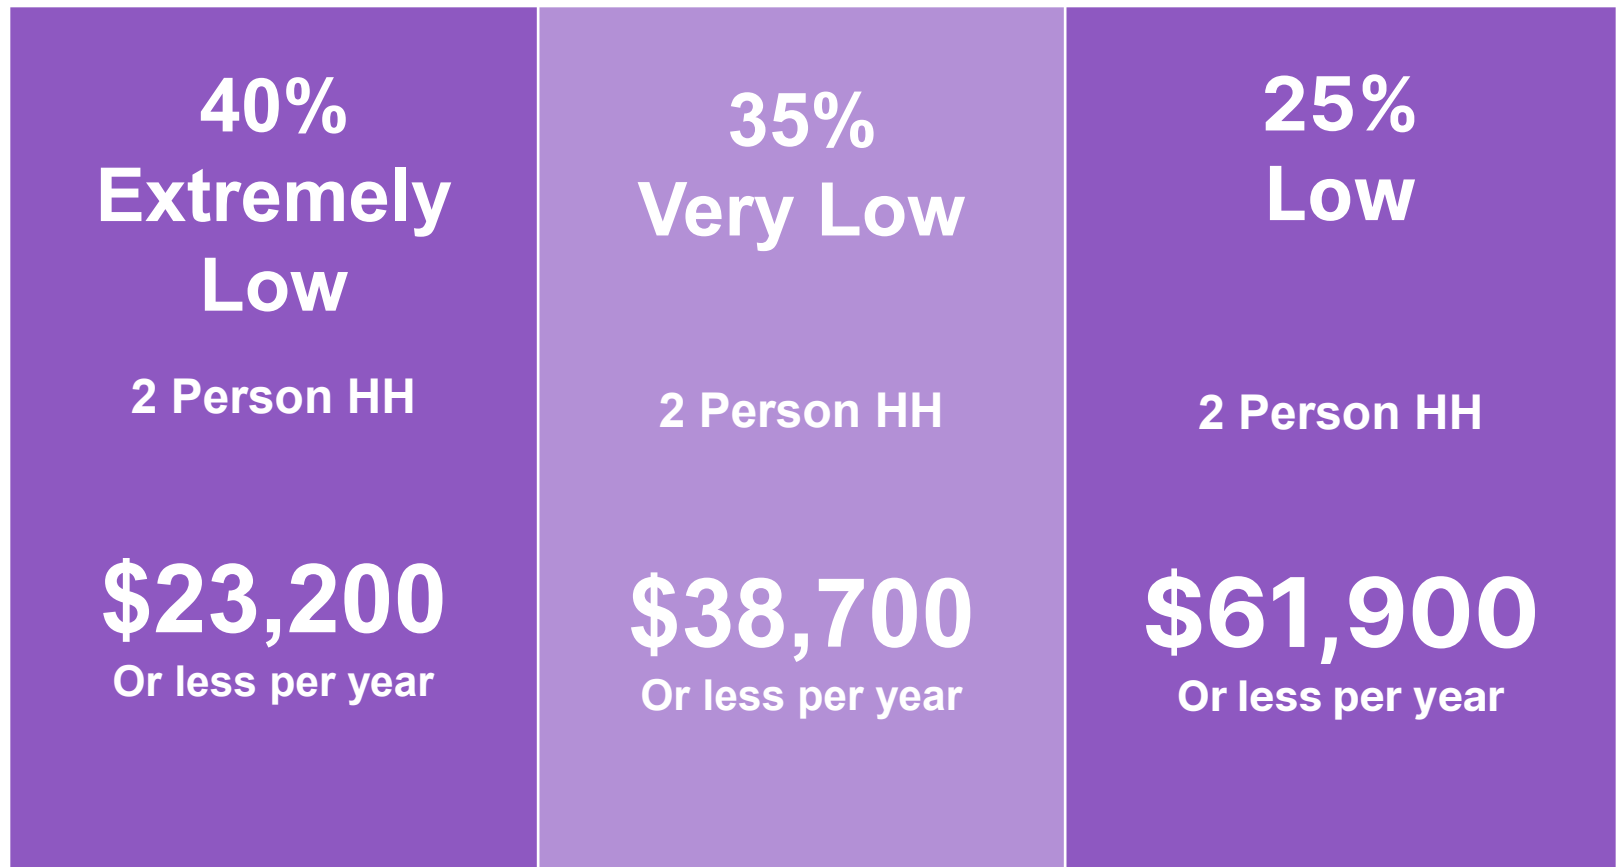 40%
Extremely
Low
2 Person HH
$23,200
Or less per year
35%
Very Low
2 Person HH
$38,700
Or less per year
25%
Low
2 Person HH
$61,900
Or less per year